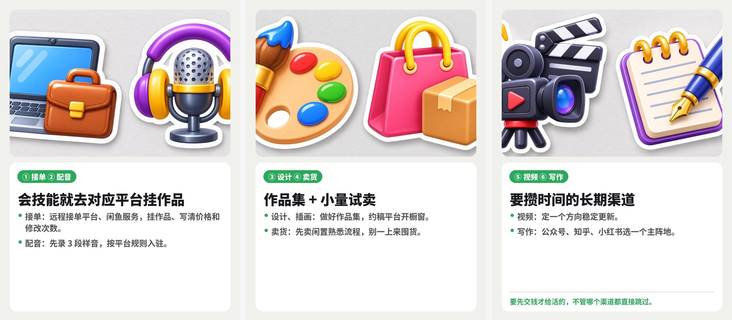 ① 接单 ② 配音
会技能就去对应平台挂作品
• 接单：远程接单平台、闲鱼服务，挂作品、写清价格和
修改次数。
• 配音：先录 3 段样音，按平台规则入驻。
③ 设计 ④ 卖货
作品集 + 小量试卖
• 设计、插画：做好作品集，约稿平台开橱窗。
• 卖货：先卖闲置熟悉流程，别一上来囤货。
⑤ 视频 ⑥ 写作
要攒时间的长期渠道
• 视频：定一个方向稳定更新。
• 写作：公众号、知乎、小红书选一个主阵地。
要先交钱才给活的，不管哪个渠道都直接跳过。